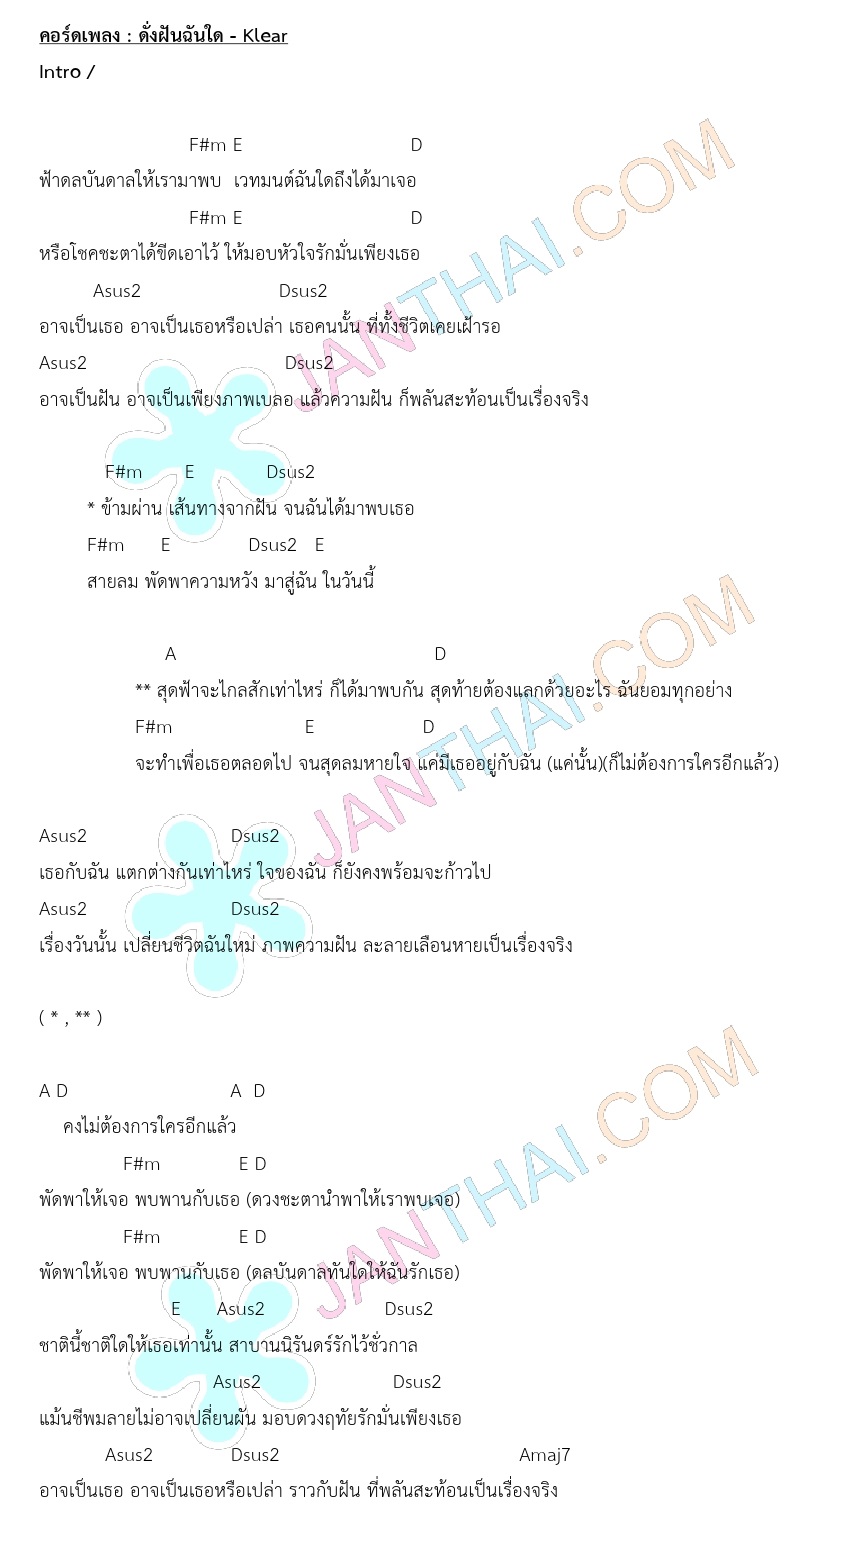 คอร์ดเพลง : ดั่งฝันฉันใด - Klear
Intro /
F#m E D
ฟ้าดลบันดาลให้เรามาพบ เวทมนต์ฉันใดถึงได้มาเจอ
F#m E D
หรือโชคชะตาได้ขีดเอาไว้ ให้มอบหัวใจรักมั่นเพียงเธอ
Asus2 Dsus2
อาจเป็นเธอ อาจเป็นเธอหรือเปล่า เธอคนนั้น ที่ทั้งชีวิตเคยเฝ้ารอ
Asus2 Dsus2
อาจเป็นฝัน อาจเป็นเพียงภาพเบลอ แล้วความฝัน ก็พลันสะท้อนเป็นเรื่องจริง
F#m E Dsus2
* ข้ามผ่าน เส้นทางจากฝัน จนฉันได้มาพบเธอ
F#m E Dsus2 E
สายลม พัดพาความหวัง มาสู่ฉัน ในวันนี้
A D
** สุดฟ้าจะไกลสักเท่าไหร่ ก็ได้มาพบกัน สุดท้ายต้องแลกด้วยอะไร ฉันยอมทุกอย่าง
F#m E D
จะทำเพื่อเธอตลอดไป จนสุดลมหายใจ แค่มีเธออยู่กับฉัน (แค่นั้น)(ก็ไม่ต้องการใครอีกแล้ว)
Asus2 Dsus2
เธอกับฉัน แตกต่างกันเท่าไหร่ ใจของฉัน ก็ยังคงพร้อมจะก้าวไป
Asus2 Dsus2
เรื่องวันนั้น เปลี่ยนชีวิตฉันใหม่ ภาพความฝัน ละลายเลือนหายเป็นเรื่องจริง
( * , ** )
A D A D
คงไม่ต้องการใครอีกแล้ว
F#m E D
พัดพาให้เจอ พบพานกับเธอ (ดวงชะตานำพาให้เราพบเจอ)
F#m E D
พัดพาให้เจอ พบพานกับเธอ (ดลบันดาลทันใดให้ฉันรักเธอ)
E Asus2 Dsus2
ชาตินี้ชาติใดให้เธอเท่านั้น สาบานนิรันดร์รักไว้ชั่วกาล
Asus2 Dsus2
แม้นชีพมลายไม่อาจเปลี่ยนผัน มอบดวงฤทัยรักมั่นเพียงเธอ
Asus2 Dsus2 Amaj7
อาจเป็นเธอ อาจเป็นเธอหรือเปล่า ราวกับฝัน ที่พลันสะท้อนเป็นเรื่องจริง
JANTHAI.COM
JANTHAI.COM
JANTHAI.COM